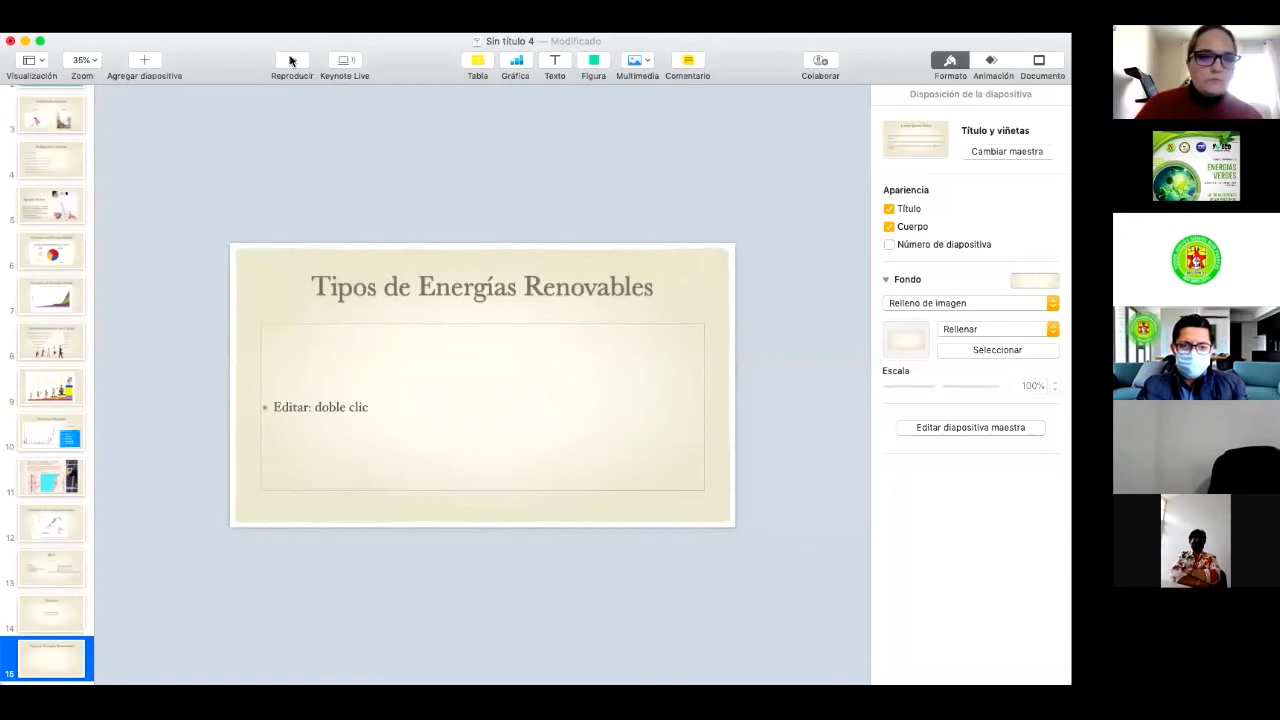 Sin título 4 — Modificado
35%
Visualización
Zoom
Agregar diapositiva
Reproducir
Keynote Live
Tabla
Gráfica
Texto
Figura
Multimedia
Comentario
Colaborar
Formato
Animación
Documento
Disposición de la diapositiva
Título y viñetas
Cambiar maestra
Apariencia
Título
Cuerpo
Número de diapositiva
Fondo
Relleno de imagen
Rellenar
Seleccionar
Escala
100%
Editar diapositiva maestra
3
4
5
6
7
8
9
10
11
12
13
14
15
Tipos de Energías Renovables
Editar: doble clic
ENERGÍAS
VERDES